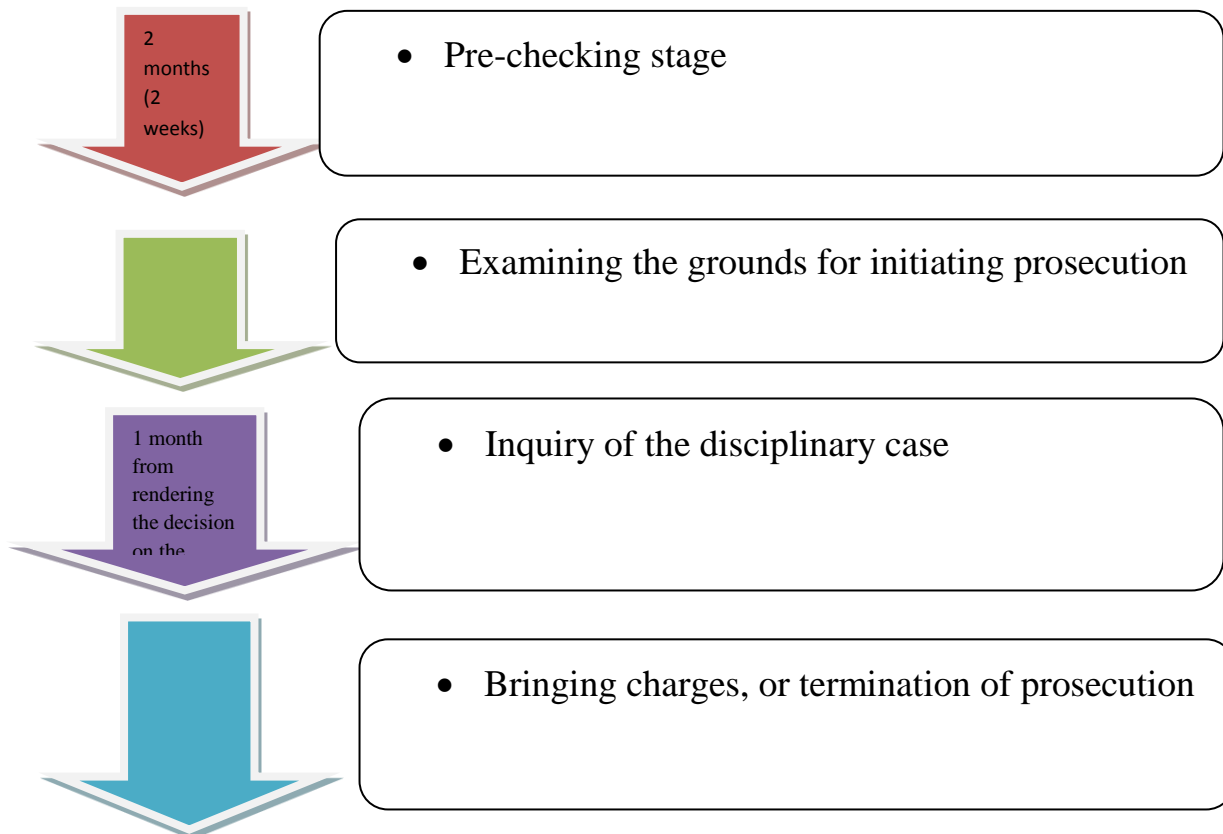 2
months
(2
weeks)
• Pre-checking stage
• Examining the grounds for initiating prosecution
1 month
from
rendering
the decision
on the
• Inquiry of the disciplinary case
• Bringing charges, or termination of prosecution